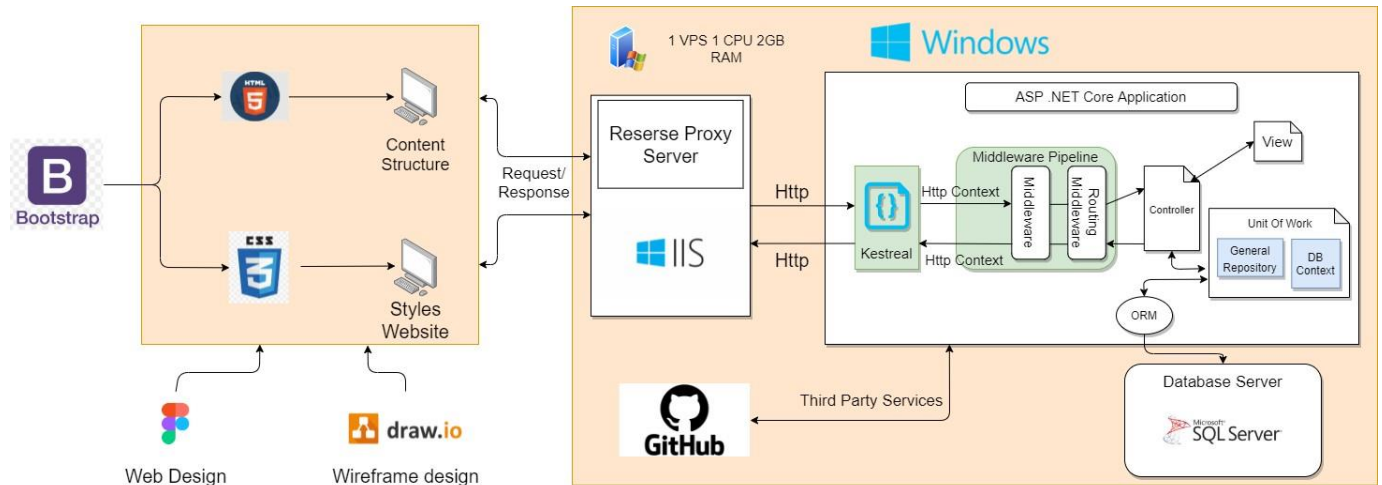 B
Bootstrap
HTML
5
Content
Structure
CSS
3
Styles
Website
Web Design
draw.io
Wireframe design
Request/
Response
1 VPS 1 CPU 2GB
RAM
Windows
Reserse Proxy
Server
IIS
Http
Http
ASP .NET Core Application
Kestreal
Http Context
Http Context
Middleware Pipeline
Middleware
Routing
Middleware
Controller
View
Unit Of Work
General
Repository
DB
Context
ORM
GitHub
Third Party Services
Database Server
Microsoft
SQL Server